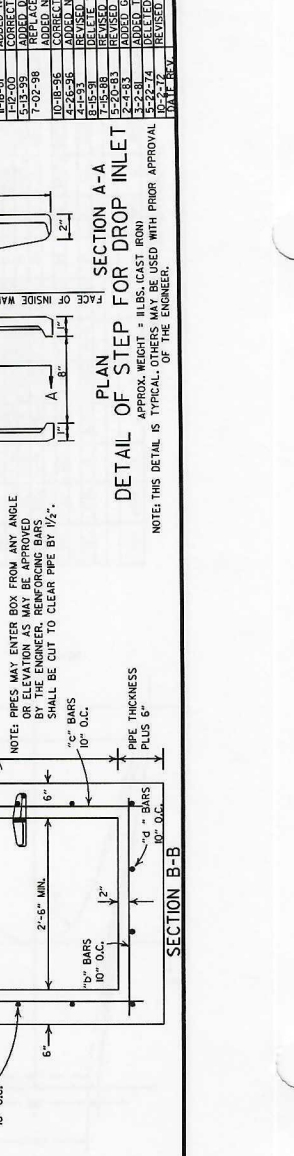 6"
6"
2'-6" MIN.
2"
"b" BARS
10" O.C.
"c" BARS
10" O.C.
"d" BARS
10" O.C.
PIPE THICKNESS
PLUS 6"
SECTION B-B
NOTE: PIPES MAY ENTER BOX FROM ANY ANGLE
OR ELEVATION AS MAY BE APPROVED
BY THE ENGINEER. REINFORCING BARS
SHALL BE CUT TO CLEAR PIPE BY 1½".
1"
8"
1"
A
FACE OF INSIDE
2"
PLAN
SECTION A-A
DETAIL OF STEP FOR DROP INLET
APPROX. WEIGHT = 11 LBS. (CAST IRON)
NOTE: THIS DETAIL IS TYPICAL. OTHERS MAY BE USED WITH PRIOR APPROVAL
OF THE ENGINEER.
1-12-00 CORRECT
5-13-99 ADDED D
REPLACE
7-02-98 ADDED N
10-18-96 CORRECT
4-26-96 ADDED N
4-1-93 REVISED
8-15-91 DELETE
7-15-88 REVISED
5-20-83 REVISED
2-4-83 ADDED G
3-2-81 ADDED T
5-22-74 DELETED
10-2-72 REVISED
DATE REV.